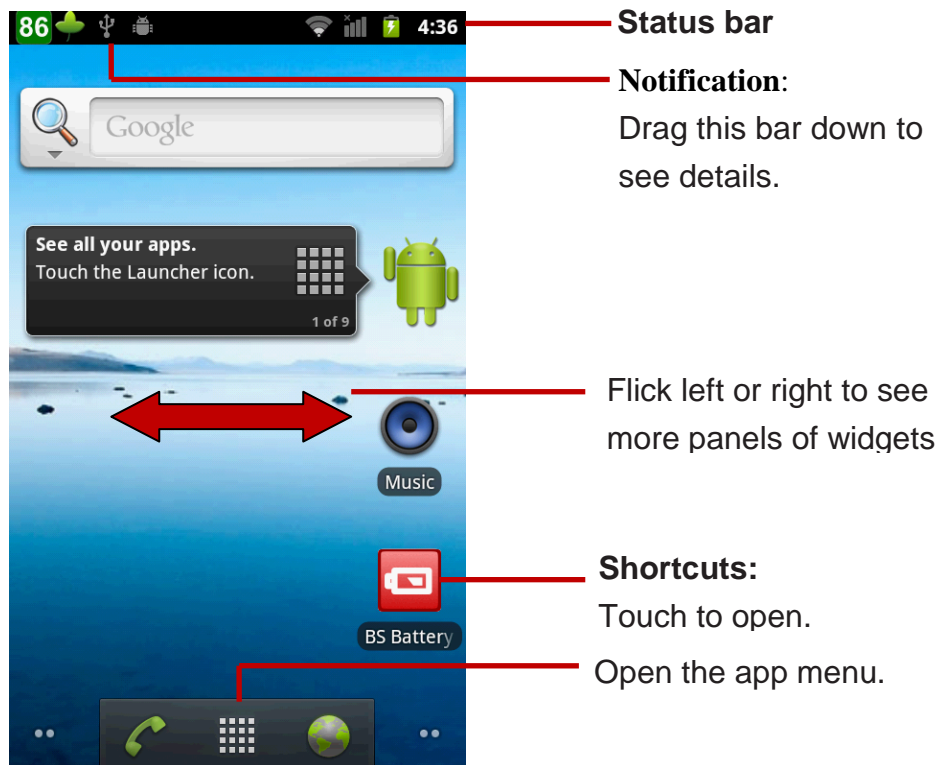 86
4:36
Status bar
Notification:
Drag this bar down to
see details.
Google
See all your apps.
Touch the Launcher icon.
1 of 9
Flick left or right to see
more panels of widgets
Music
Shortcuts:
Touch to open.
BS Battery
Open the app menu.